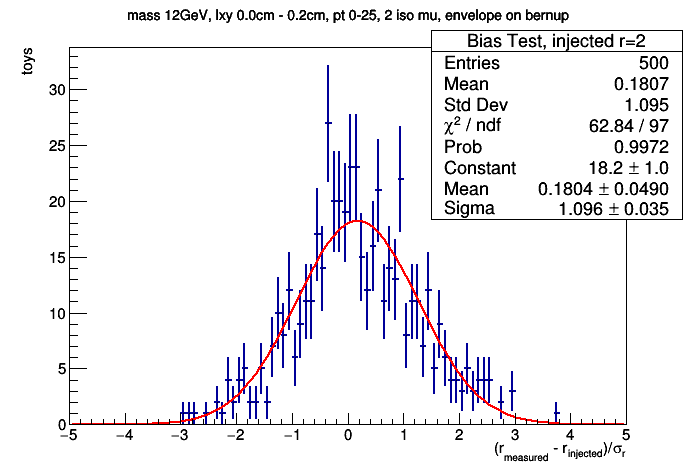 mass 12GeV, lxy 0.0cm - 0.2cm, pt 0-25, 2 iso mu, envelope on bernup
Bias Test, injected r=2
Entries 500
Mean 0.1807
Std Dev 1.095
χ² / ndf 62.84 / 97
Prob 0.9972
Constant 18.2 ± 1.0
Mean 0.1804 ± 0.0490
Sigma 1.096 ± 0.035
toys
30
25
20
15
10
5
0
−5 −4 −3 −2 −1 0 1 2 3 4 5
(r_measured - r_injected)/σ_r